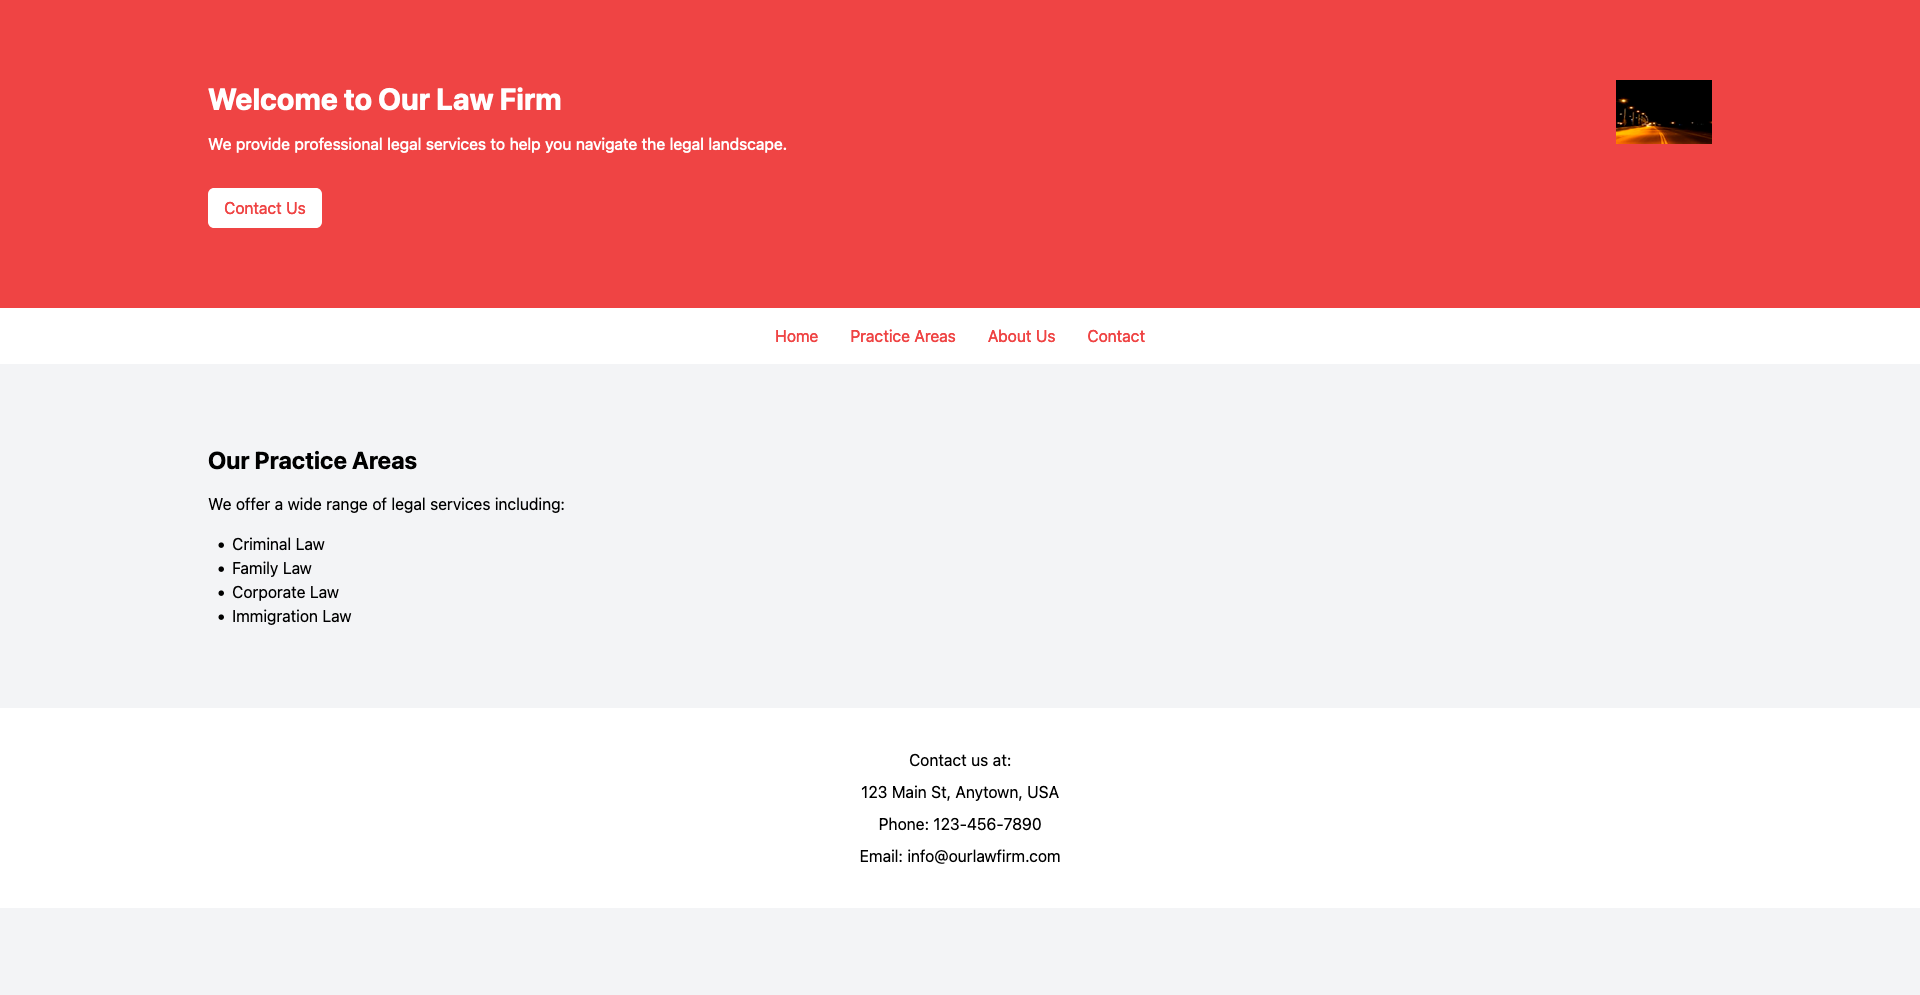 Welcome to Our Law Firm
We provide professional legal services to help you navigate the legal landscape.
Contact Us
Home
Practice Areas
About Us
Contact
Our Practice Areas
We offer a wide range of legal services including:
• Criminal Law
• Family Law
• Corporate Law
• Immigration Law
Contact us at:
123 Main St, Anytown, USA
Phone: 123-456-7890
Email: info@ourlawfirm.com